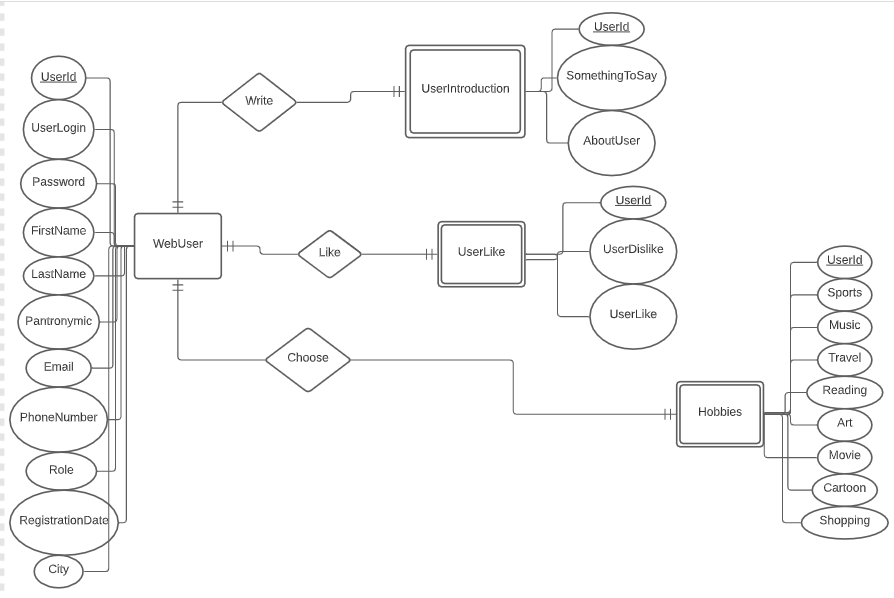 UserId
UserLogin
Password
FirstName
LastName
Pantronymic
Email
PhoneNumber
Role
RegistrationDate
City
WebUser
Write
Like
Choose
UserIntroduction
UserId
SomethingToSay
AboutUser
UserLike
UserId
UserDislike
UserLike
Hobbies
UserId
Sports
Music
Travel
Reading
Art
Movie
Cartoon
Shopping